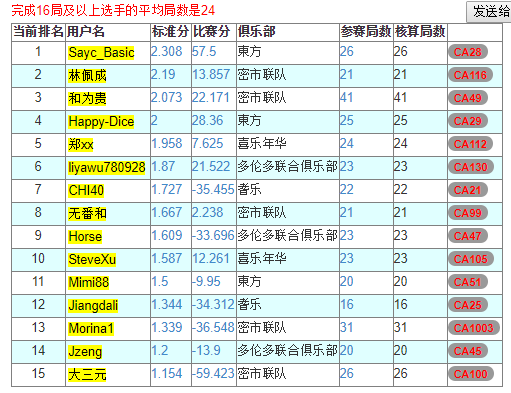 完成16局及以上选手的平均局数是24
发送给
当前排名 用户名 标准分 比赛分 俱乐部 参赛局数 核算局数
1 Sayc_Basic 2.308 57.5 東方 26 26 CA28
2 林佩成 2.19 13.857 密市联队 21 21 CA116
3 和为贵 2.073 22.171 密市联队 41 41 CA49
4 Happy-Dice 2 28.36 東方 25 25 CA29
5 郑xx 1.958 7.625 喜乐年华 24 24 CA112
6 liyawu780928 1.87 21.522 多伦多联合俱乐部 23 23 CA130
7 CHI40 1.727 -35.455 耆乐 22 22 CA21
8 无番和 1.667 2.238 密市联队 21 21 CA99
9 Horse 1.609 -33.696 多伦多联合俱乐部 23 23 CA47
10 SteveXu 1.587 12.261 喜乐年华 23 23 CA105
11 Mimi88 1.5 -9.95 東方 20 20 CA51
12 Jiangdali 1.344 -34.312 耆乐 16 16 CA25
13 Morina1 1.339 -36.548 密市联队 31 31 CA1003
14 Jzeng 1.2 -13.9 多伦多联合俱乐部 20 20 CA45
15 大三元 1.154 -59.423 密市联队 26 26 CA100